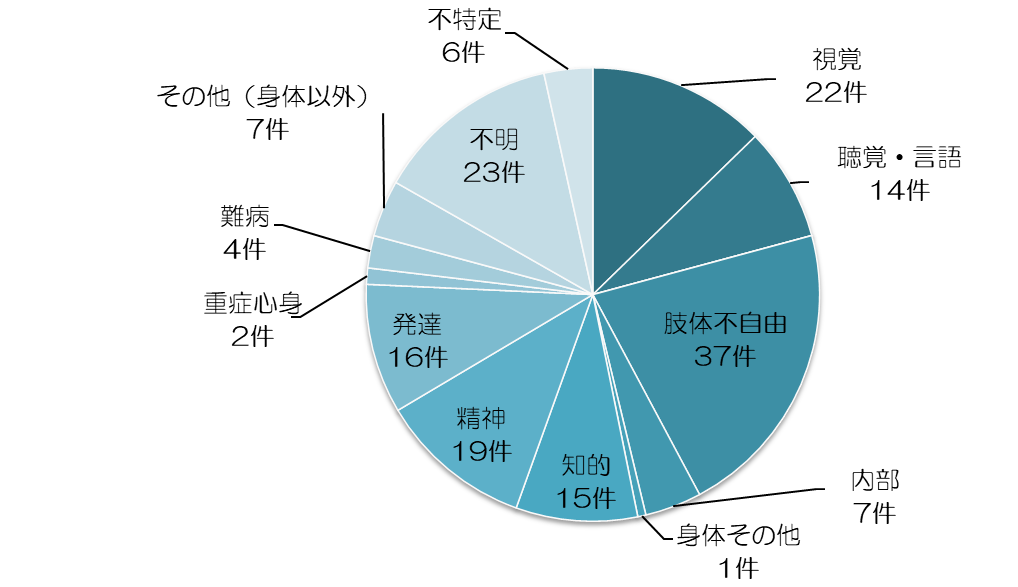 不特定
6件
視覚
22件
聴覚・言語
14件
肢体不自由
37件
内部
7件
身体その他
1件
知的
15件
精神
19件
発達
16件
重症心身
2件
難病
4件
その他（身体以外）
7件
不明
23件